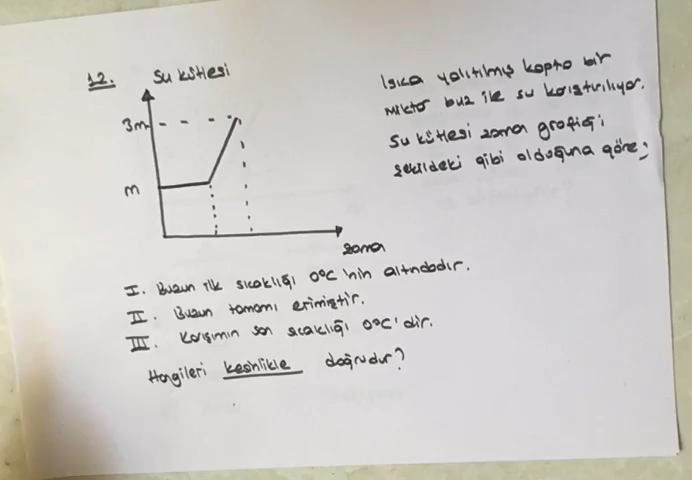 12. Su kütlesi
3m
m
zaman
Isıca yalıtılmış kapta bir
miktar buz ile su karıştırılıyor.
Su kütlesi zaman grafiği
şekildeki gibi olduğuna göre;
I. Buzun ilk sıcaklığı 0°C'nin altındadır.
II. Buzun tamamı erimiştir.
III. Karışımın son sıcaklığı 0°C'dir.
Hangileri kesinlikle doğrudur?